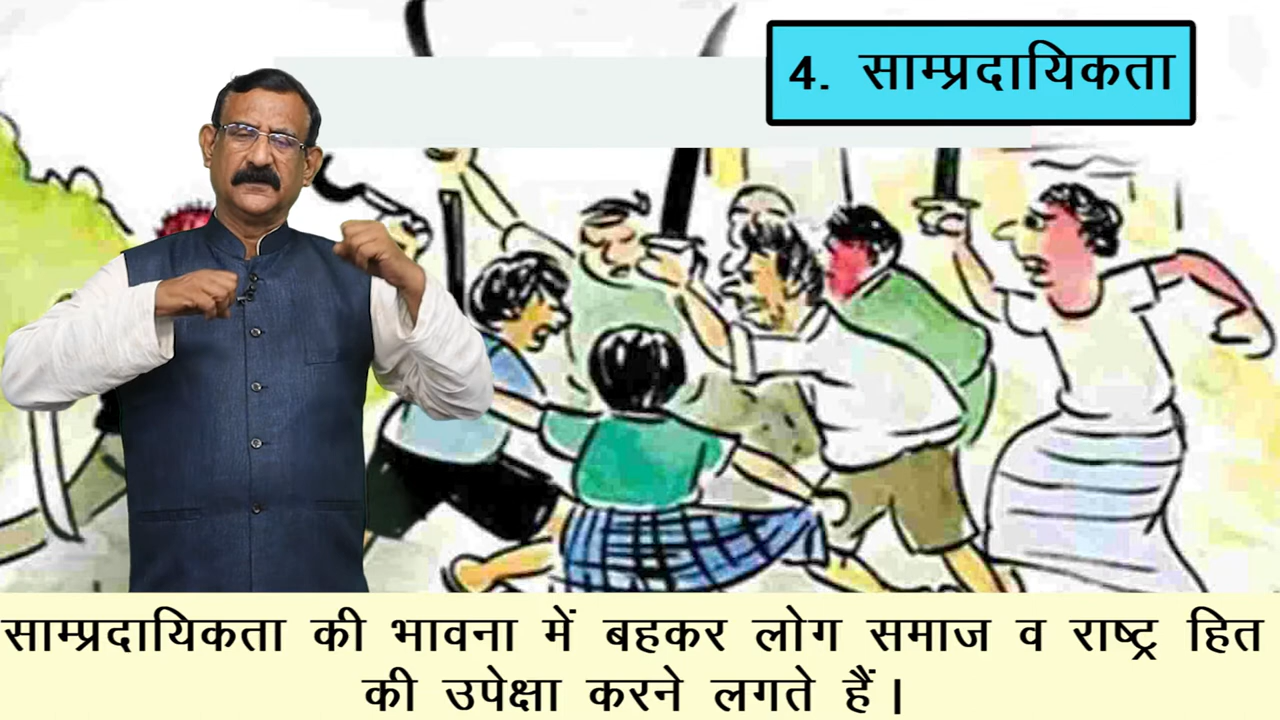 4. साम्प्रदायिकता
साम्प्रदायिकता की भावना में बहकर लोग समाज व राष्ट्र हित
की उपेक्षा करने लगते हैं।